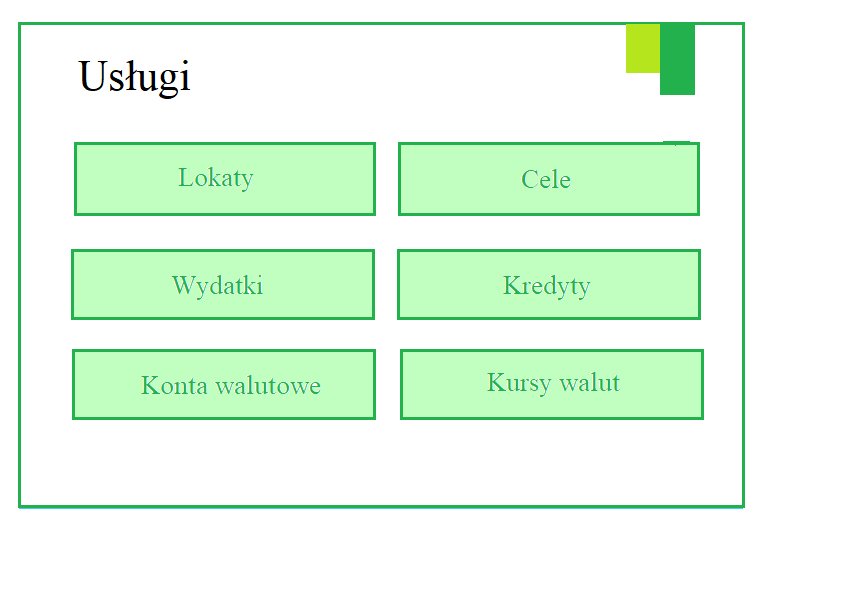 Usługi
Lokaty
Cele
Wydatki
Kredyty
Konta walutowe
Kursy walut